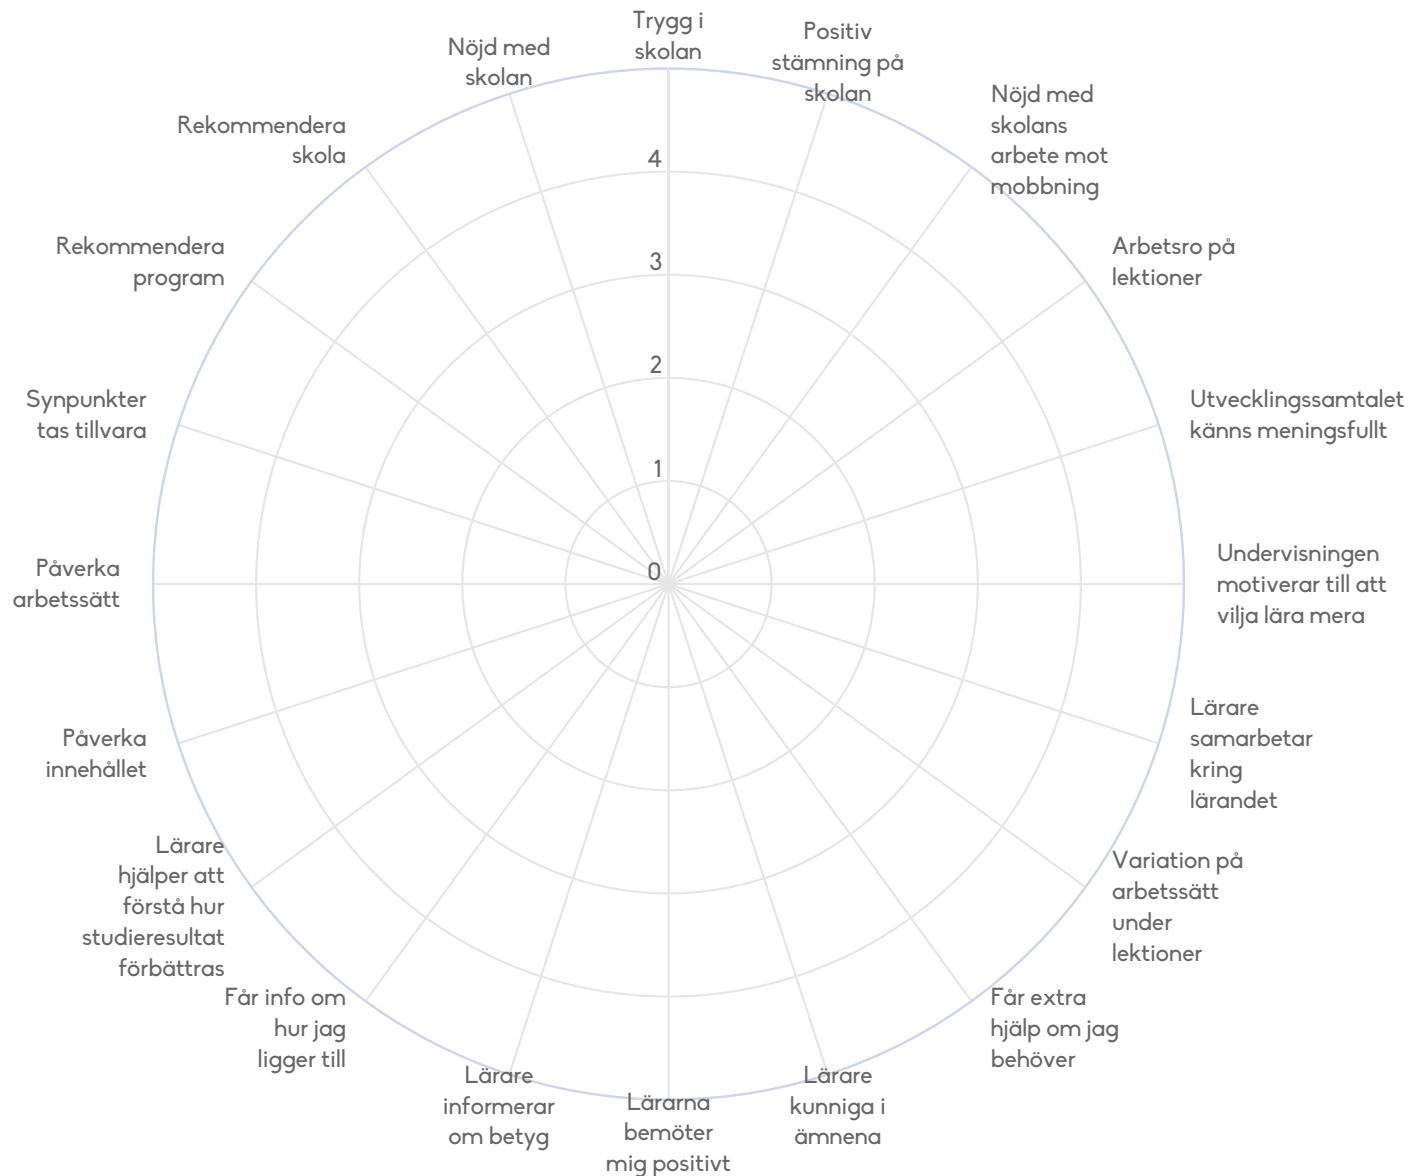 Trygg i
skolan
Positiv
stämning på
skolan
Nöjd med
skolans
arbete mot
mobbning
Arbetsro på
lektioner
Utvecklingssamtalet
känns meningsfullt
Undervisningen
motiverar till att
vilja lära mera
Lärare
samarbetar
kring
lärandet
Variation på
arbetssätt
under
lektioner
Får extra
hjälp om jag
behöver
Lärare
kunniga i
ämnena
Lärarna
bemöter
mig positivt
Lärare
informerar
om betyg
Får info om
hur jag
ligger till
Lärare
hjälper att
förstå hur
studieresultat
förbättras
Påverka
innehållet
Påverka
arbetssätt
Synpunkter
tas tillvara
Rekommendera
program
Rekommendera
skola
Nöjd med
skolan
4
3
2
1
0